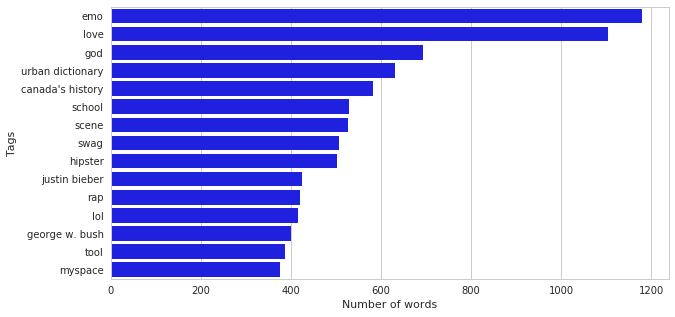 emo
love
god
urban dictionary
canada's history
school
scene
swag
hipster
justin bieber
rap
lol
george w. bush
tool
myspace
Tags
0 200 400 600 800 1000 1200
Number of words